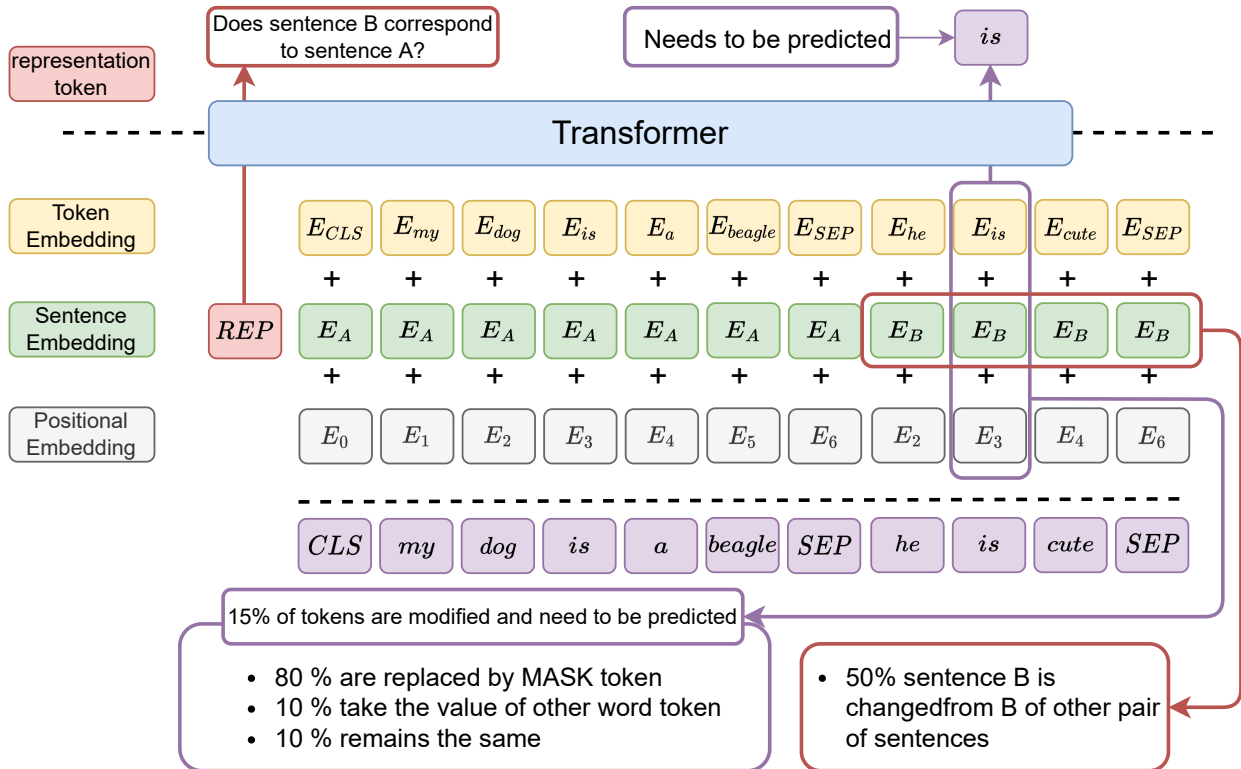 Does sentence B correspond
to sentence A?
Needs to be predicted
is
representation
token
Transformer
Token
Embedding
E_CLS E_my E_dog E_is E_a E_beagle E_SEP E_he E_is E_cute E_SEP
+ + + + + + + + + + +
Sentence
Embedding
REP E_A E_A E_A E_A E_A E_A E_A E_B E_B E_B E_B
+ + + + + + + + + + +
Positional
Embedding
E_0 E_1 E_2 E_3 E_4 E_5 E_6 E_2 E_3 E_4 E_6
CLS my dog is a beagle SEP he is cute SEP
15% of tokens are modified and need to be predicted
• 80 % are replaced by MASK token
• 10 % take the value of other word token
• 10 % remains the same
• 50% sentence B is
changedfrom B of other pair
of sentences